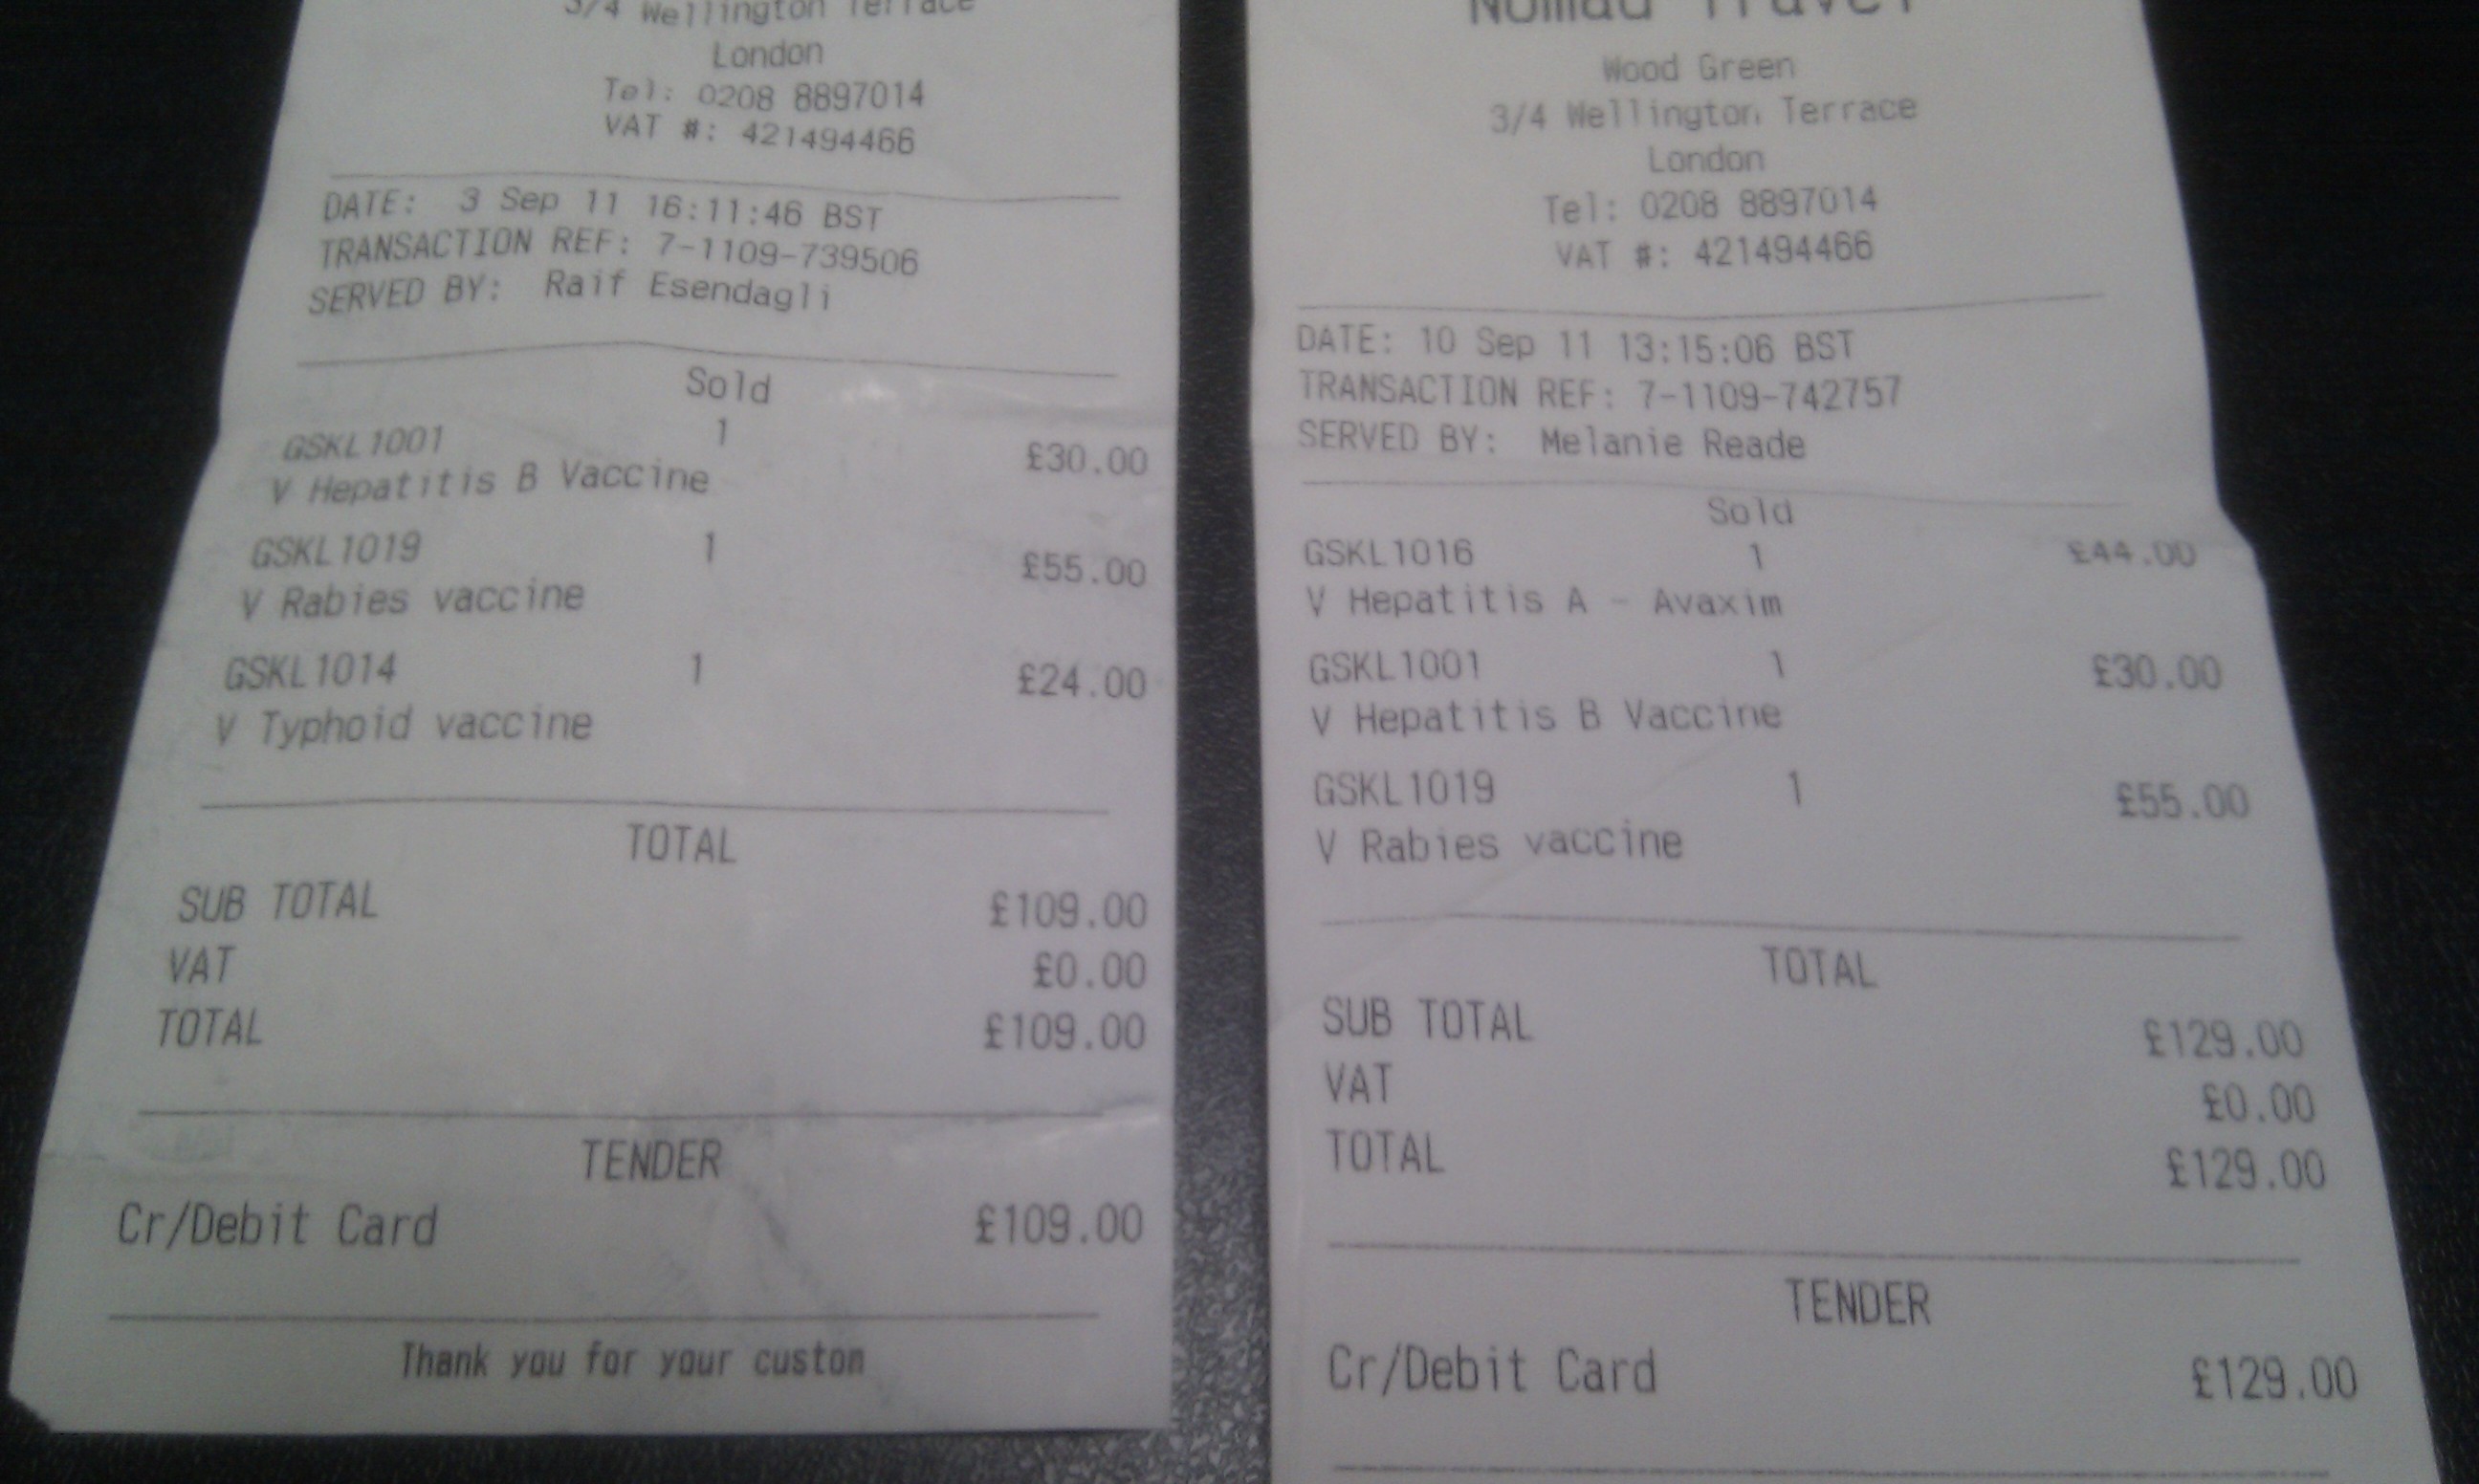 3/4 Wellington Terrace
London
Tel: 0208 8897014
VAT #: 421494466
DATE: 3 Sep 11 16:11:46 BST
TRANSACTION REF: 7-1109-739506
SERVED BY: Raif Esendagli
Sold
GSKL1001 1 £30.00
V Hepatitis B Vaccine
GSKL1019 1 £55.00
V Rabies vaccine
GSKL1014 1 £24.00
V Typhoid vaccine
TOTAL
SUB TOTAL £109.00
VAT £0.00
TOTAL £109.00
TENDER
Cr/Debit Card £109.00
Thank you for your custom
Nomad Travel
Wood Green
3/4 Wellington Terrace
London
Tel: 0208 8897014
VAT #: 421494466
DATE: 10 Sep 11 13:15:06 BST
TRANSACTION REF: 7-1109-742757
SERVED BY: Melanie Reade
Sold
GSKL1016 1 £44.00
V Hepatitis A - Avaxim
GSKL1001 1 £30.00
V Hepatitis B Vaccine
GSKL1019 1 £55.00
V Rabies vaccine
TOTAL
SUB TOTAL £129.00
VAT £0.00
TOTAL £129.00
TENDER
Cr/Debit Card £129.00